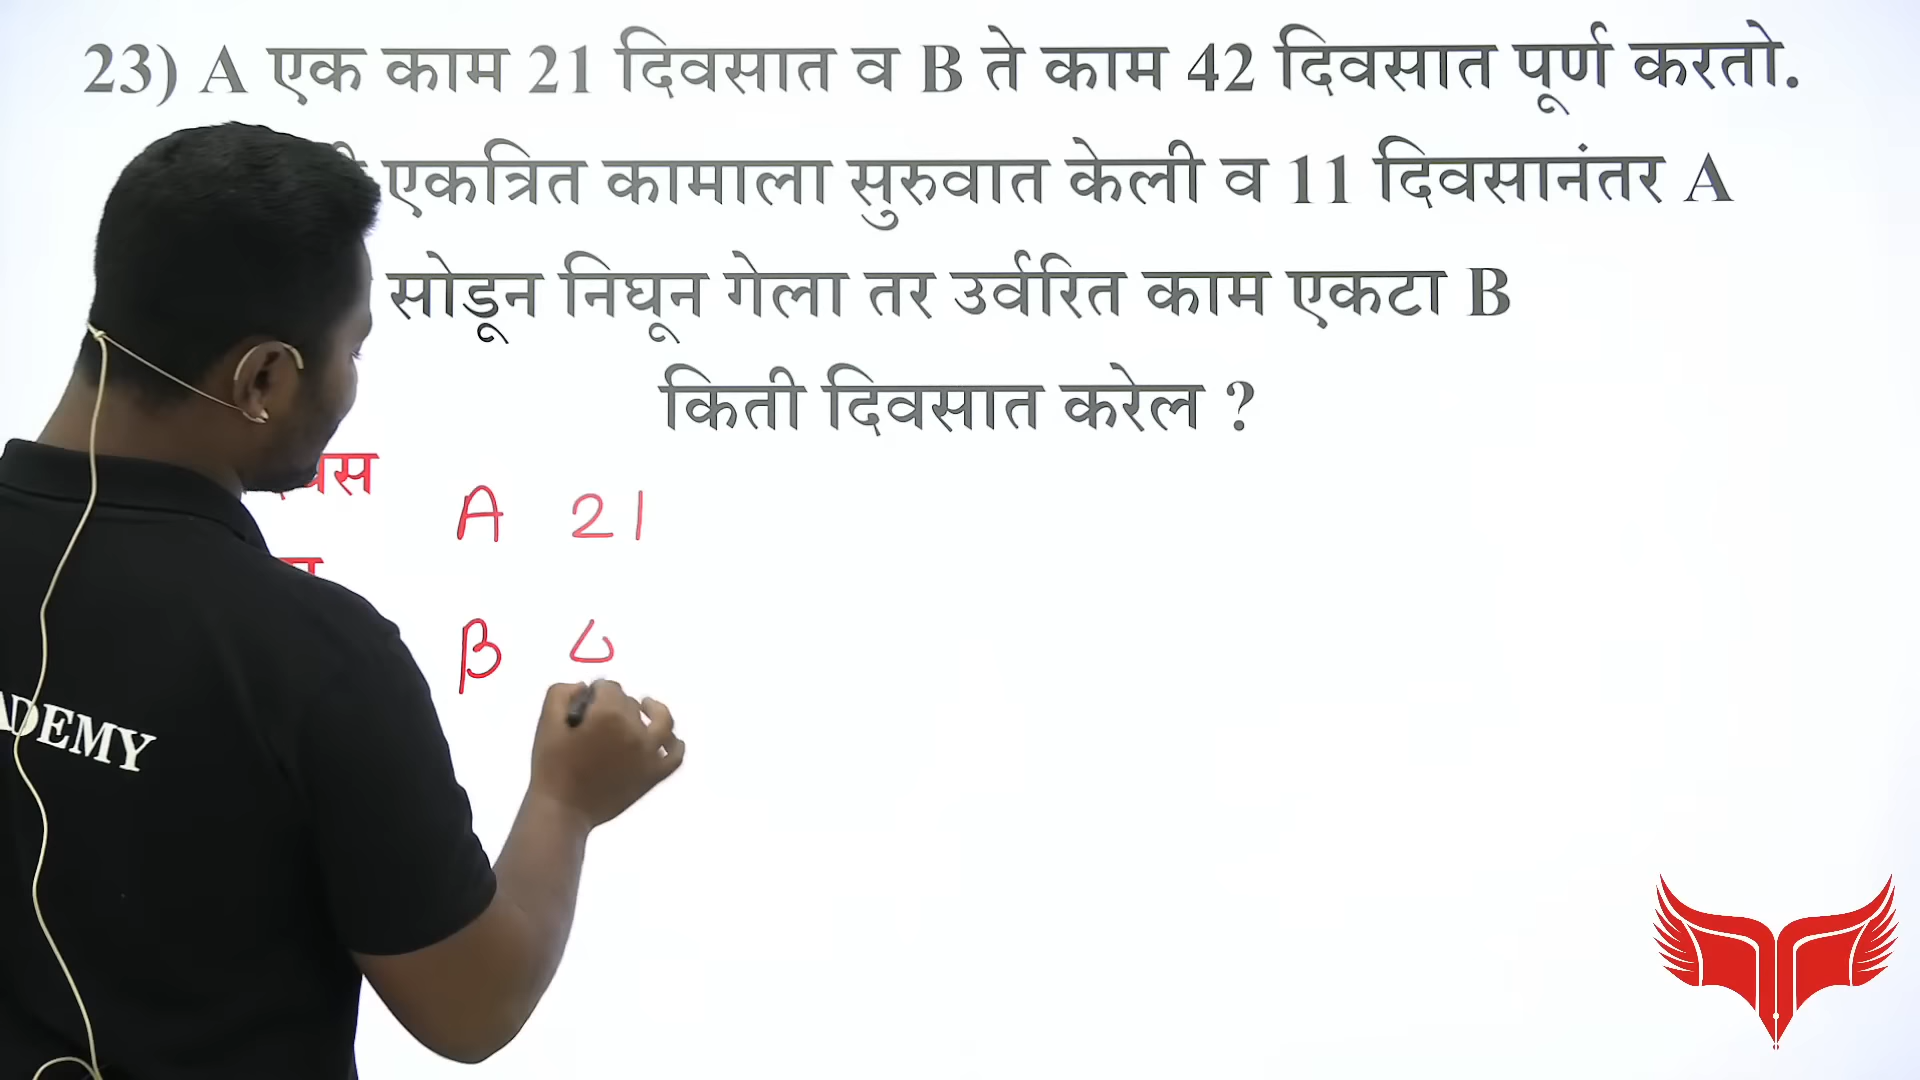 23) A एक काम 21 दिवसात व B ते काम 42 दिवसात पूर्ण करतो.
एकत्रित कामाला सुरुवात केली व 11 दिवसानंतर A
सोडून निघून गेला तर उर्वरित काम एकटा B
किती दिवसात करेल ?
A 21
B
ADEMY